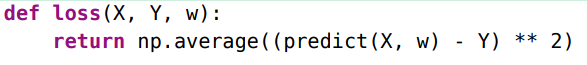 def loss(X, Y, w):
    return np.average((predict(X, w) - Y) ** 2)